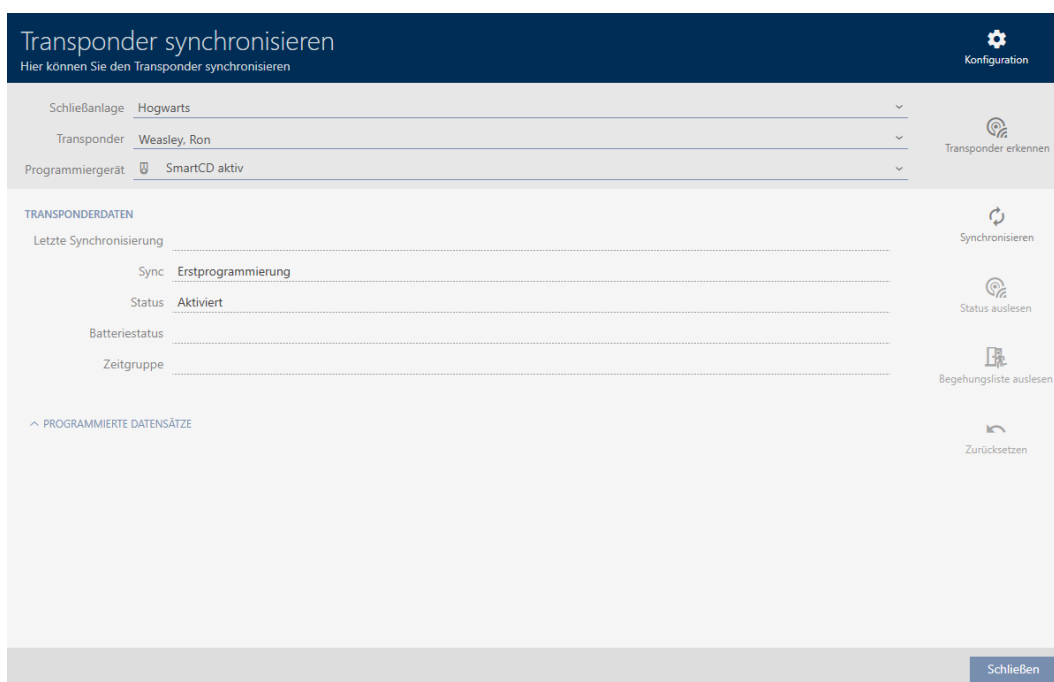 Transponder synchronisieren
Hier können Sie den Transponder synchronisieren
Konfiguration
Schließanlage Hogwarts
Transponder Weasley, Ron
Programmiergerät SmartCD aktiv
Transponder erkennen
TRANSPONDERDATEN
Letzte Synchronisierung
Sync Erstprogrammierung
Status Aktiviert
Batteriestatus
Zeitgruppe
PROGRAMMIERTE DATENSÄTZE
Synchronisieren
Status auslesen
Begehungsliste auslesen
Zurücksetzen
Schließen